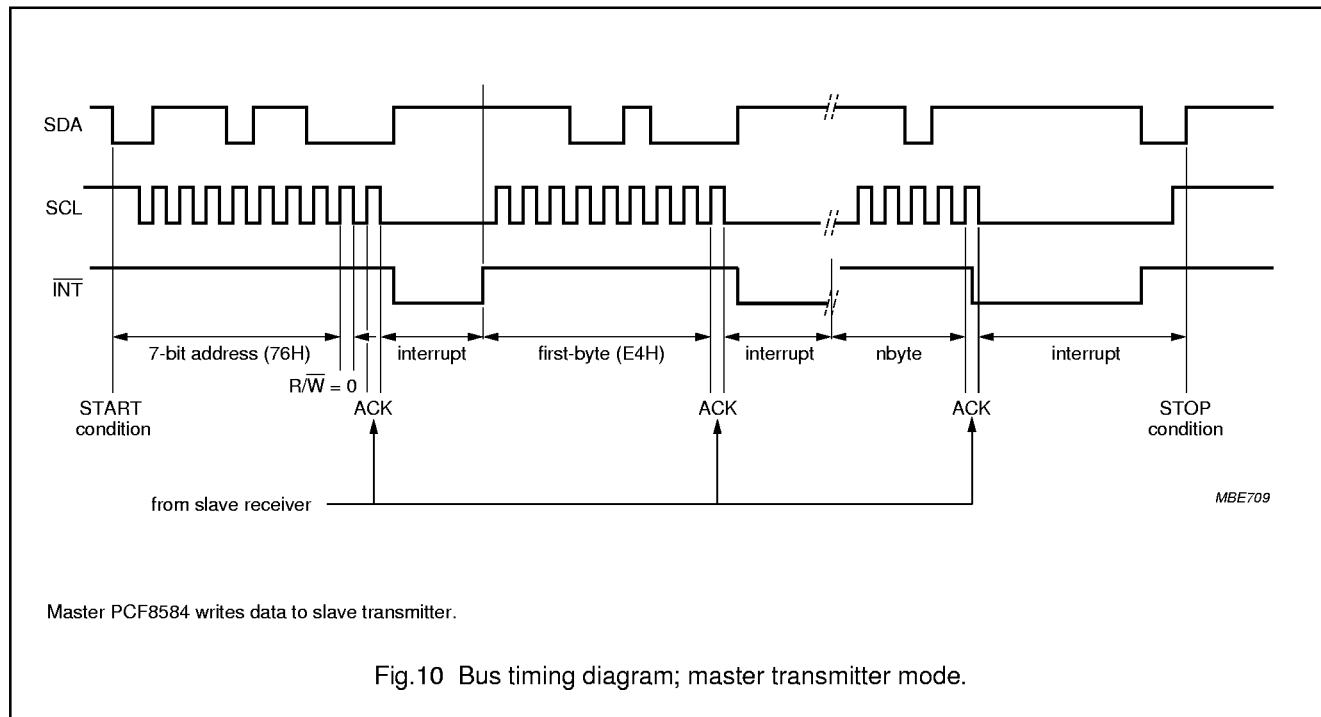 SDA
SCL
INT
7-bit address (76H)
interrupt
first-byte (E4H)
interrupt
nbyte
interrupt
R/W = 0
START
condition
ACK
ACK
ACK
STOP
condition
from slave receiver
MBE709
Master PCF8584 writes data to slave transmitter.
Fig.10 Bus timing diagram; master transmitter mode.